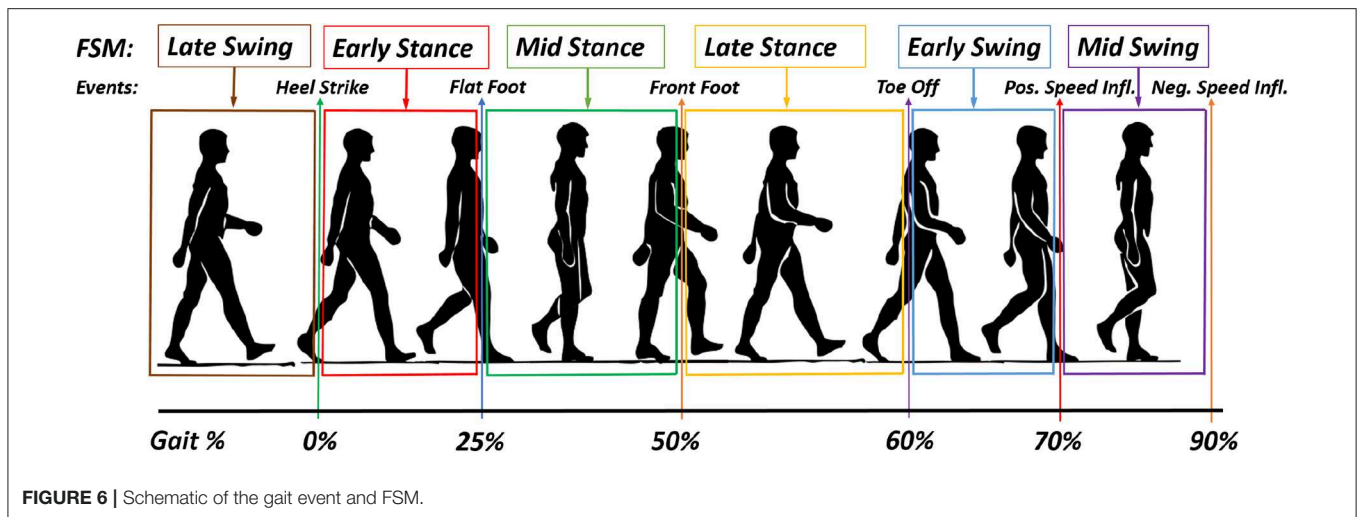 FSM: Late Swing Early Stance Mid Stance Late Stance Early Swing Mid Swing
Events: Heel Strike Flat Foot Front Foot Toe Off Pos. Speed Infl. Neg. Speed Infl.
Gait % 0% 25% 50% 60% 70% 90%
FIGURE 6 | Schematic of the gait event and FSM.